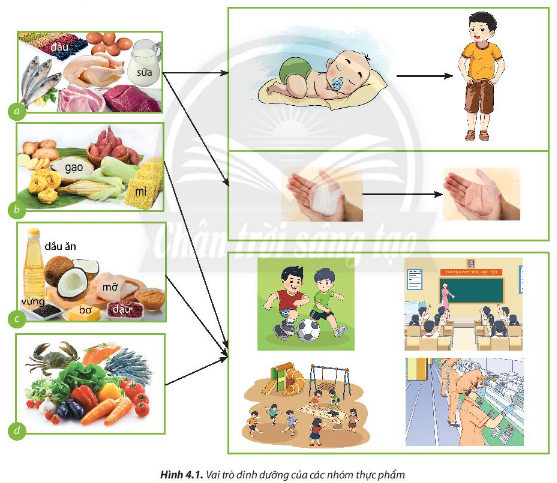 đậu
sữa
a
gạo
mì
b
dầu ăn
mỡ
vừng
bơ
đậu
c
d
Chân trời sáng tạo
Hình 4.1. Vai trò dinh dưỡng của các nhóm thực phẩm